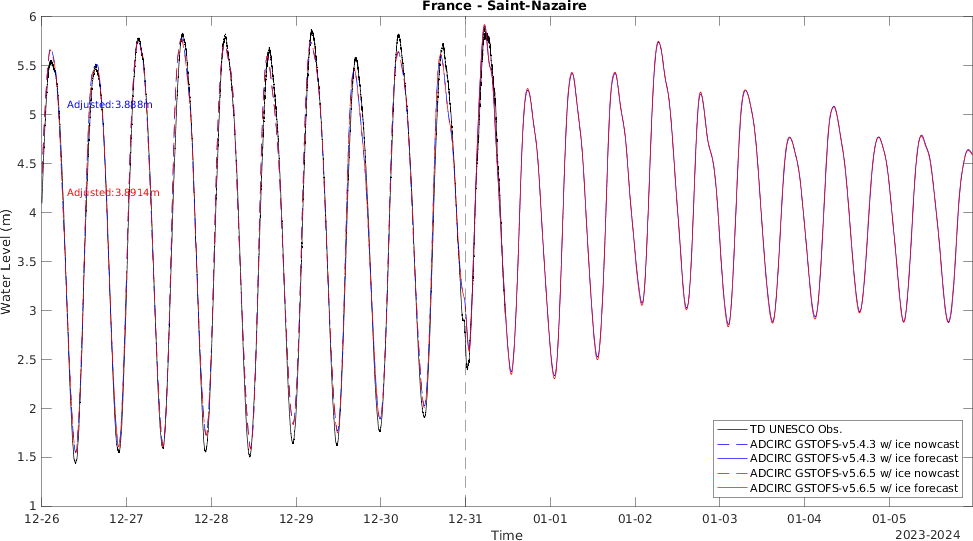 France - Saint-Nazaire
6
5.5
5
4.5
4
3.5
3
2.5
2
1.5
1
Water Level (m)
Adjusted:3.888m
Adjusted:3.8914m
TD UNESCO Obs.
ADCIRC GSTOFS-v5.4.3 w/ ice nowcast
ADCIRC GSTOFS-v5.4.3 w/ ice forecast
ADCIRC GSTOFS-v5.6.5 w/ ice nowcast
ADCIRC GSTOFS-v5.6.5 w/ ice forecast
12-26 12-27 12-28 12-29 12-30 12-31 01-01 01-02 01-03 01-04 01-05
Time
2023-2024